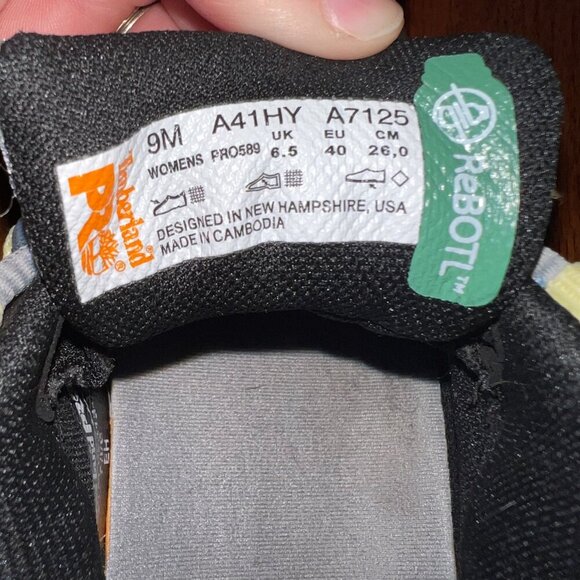 9M A41HY A7125
UK EU CM
WOMENS PRO589 6.5 40 26,0
DESIGNED IN NEW HAMPSHIRE, USA
MADE IN CAMBODIA
Timberland
PRO®
ReBOTL™